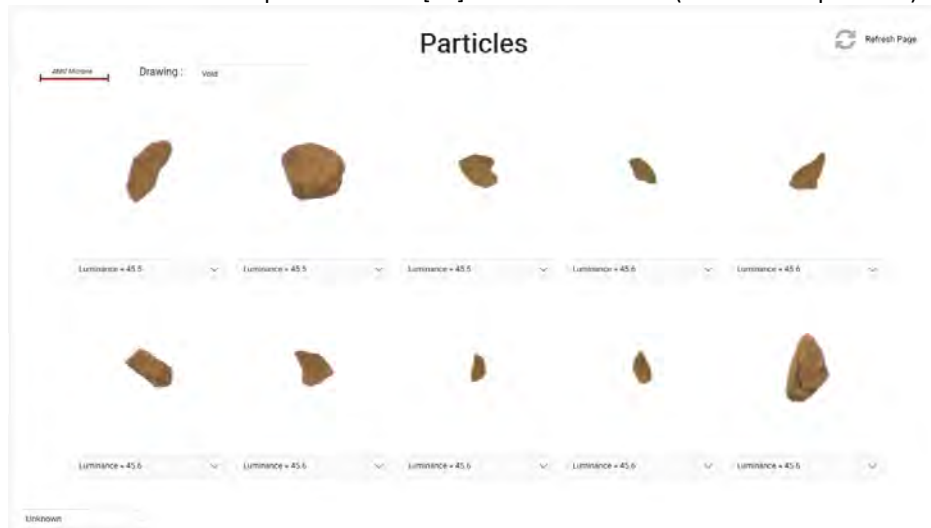 Particles
Refresh Page
Drawing :
Void
Luminance = 45.5
Luminance = 45.5
Luminance = 45.5
Luminance = 45.6
Luminance = 45.6
Luminance = 45.6
Luminance = 45.6
Luminance = 45.6
Luminance = 45.6
Luminance = 45.6
Unknown